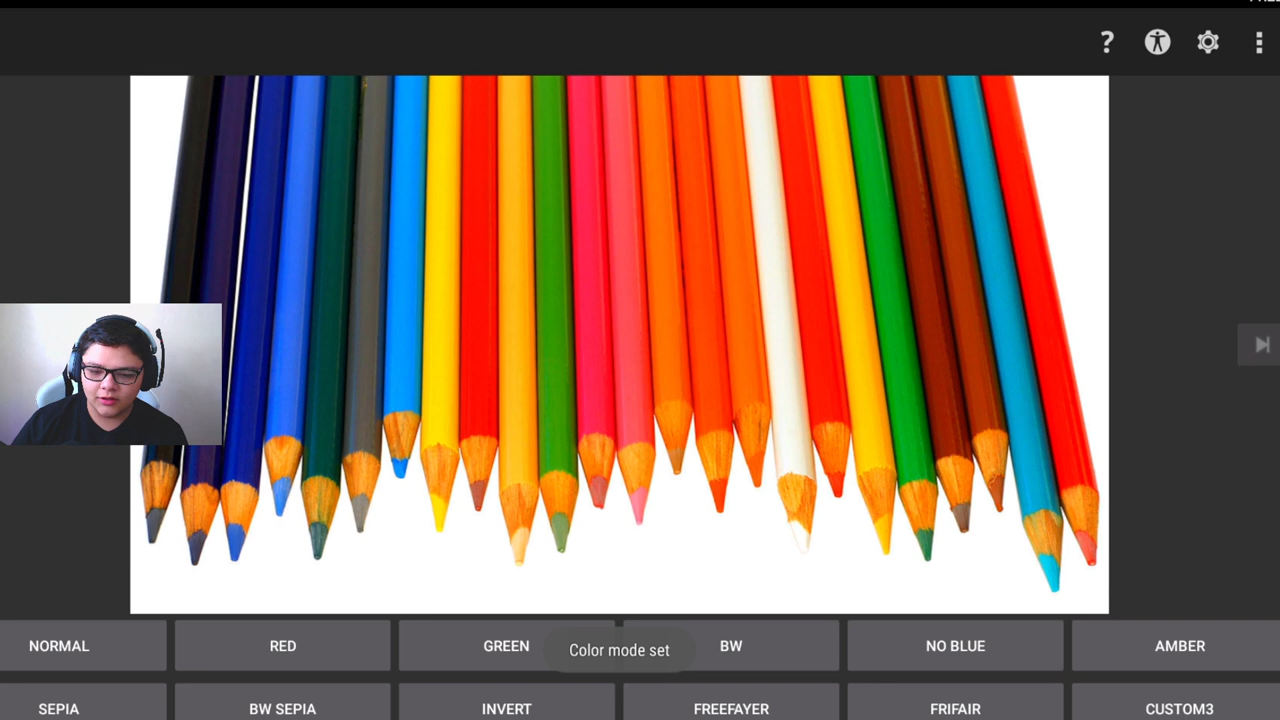 ?
NORMAL RED GREEN BW NO BLUE AMBER
Color mode set
SEPIA BW SEPIA INVERT FREEFAYER FRIFAIR CUSTOM3